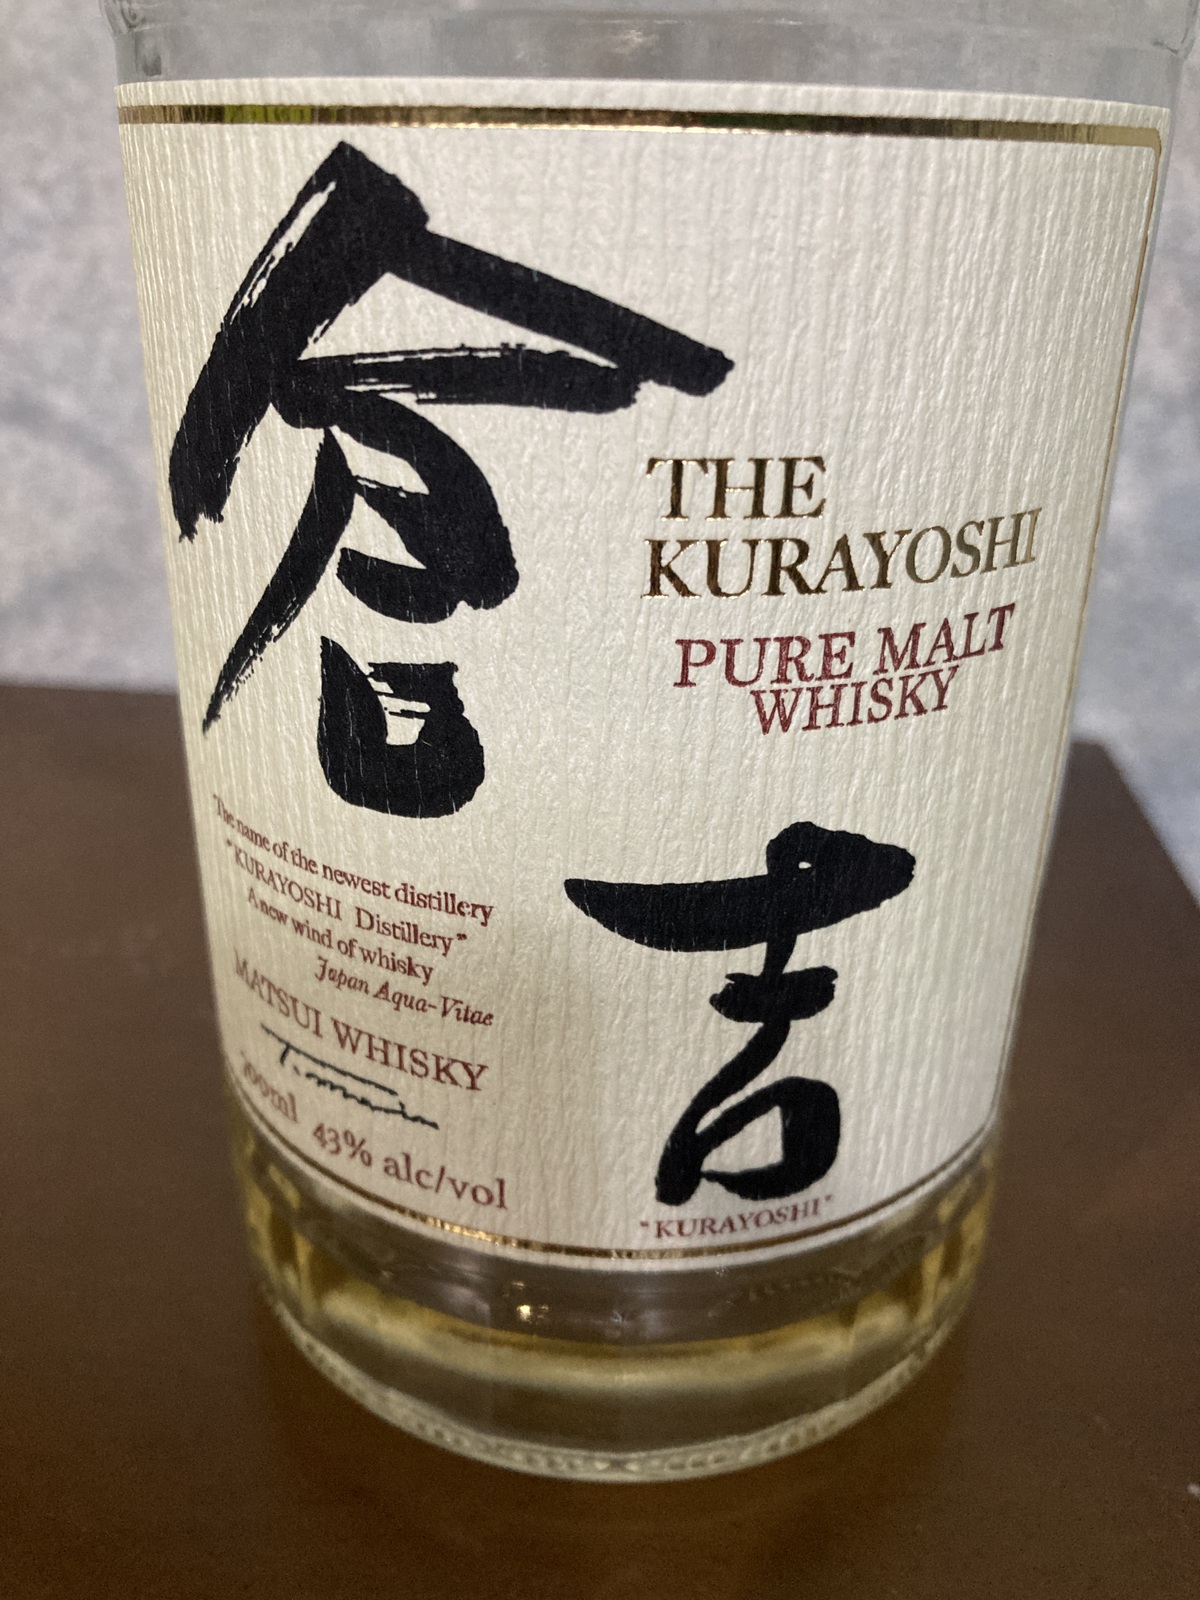 倉吉
THE
KURAYOSHI
PURE MALT
WHISKY
The name of the newest distillery
"KURAYOSHI Distillery"
A new wind of whisky
Japan Aqua-Vitae
MATSUI WHISKY
700ml 43% alc/vol
"KURAYOSHI"